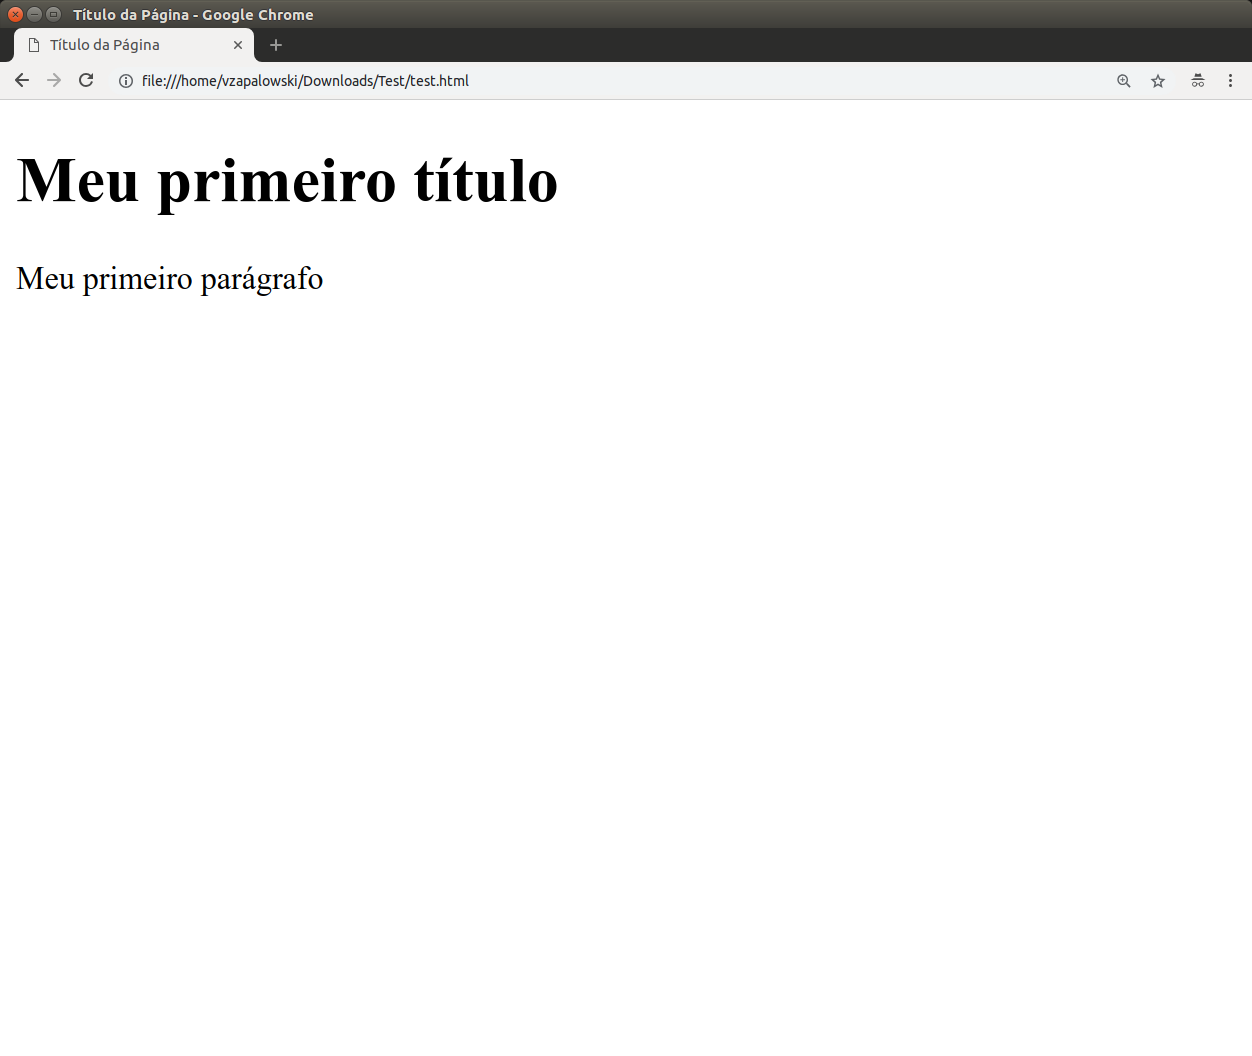 Título da Página - Google Chrome
Título da Página
file:///home/vzapalowski/Downloads/Test/test.html
Meu primeiro título
Meu primeiro parágrafo